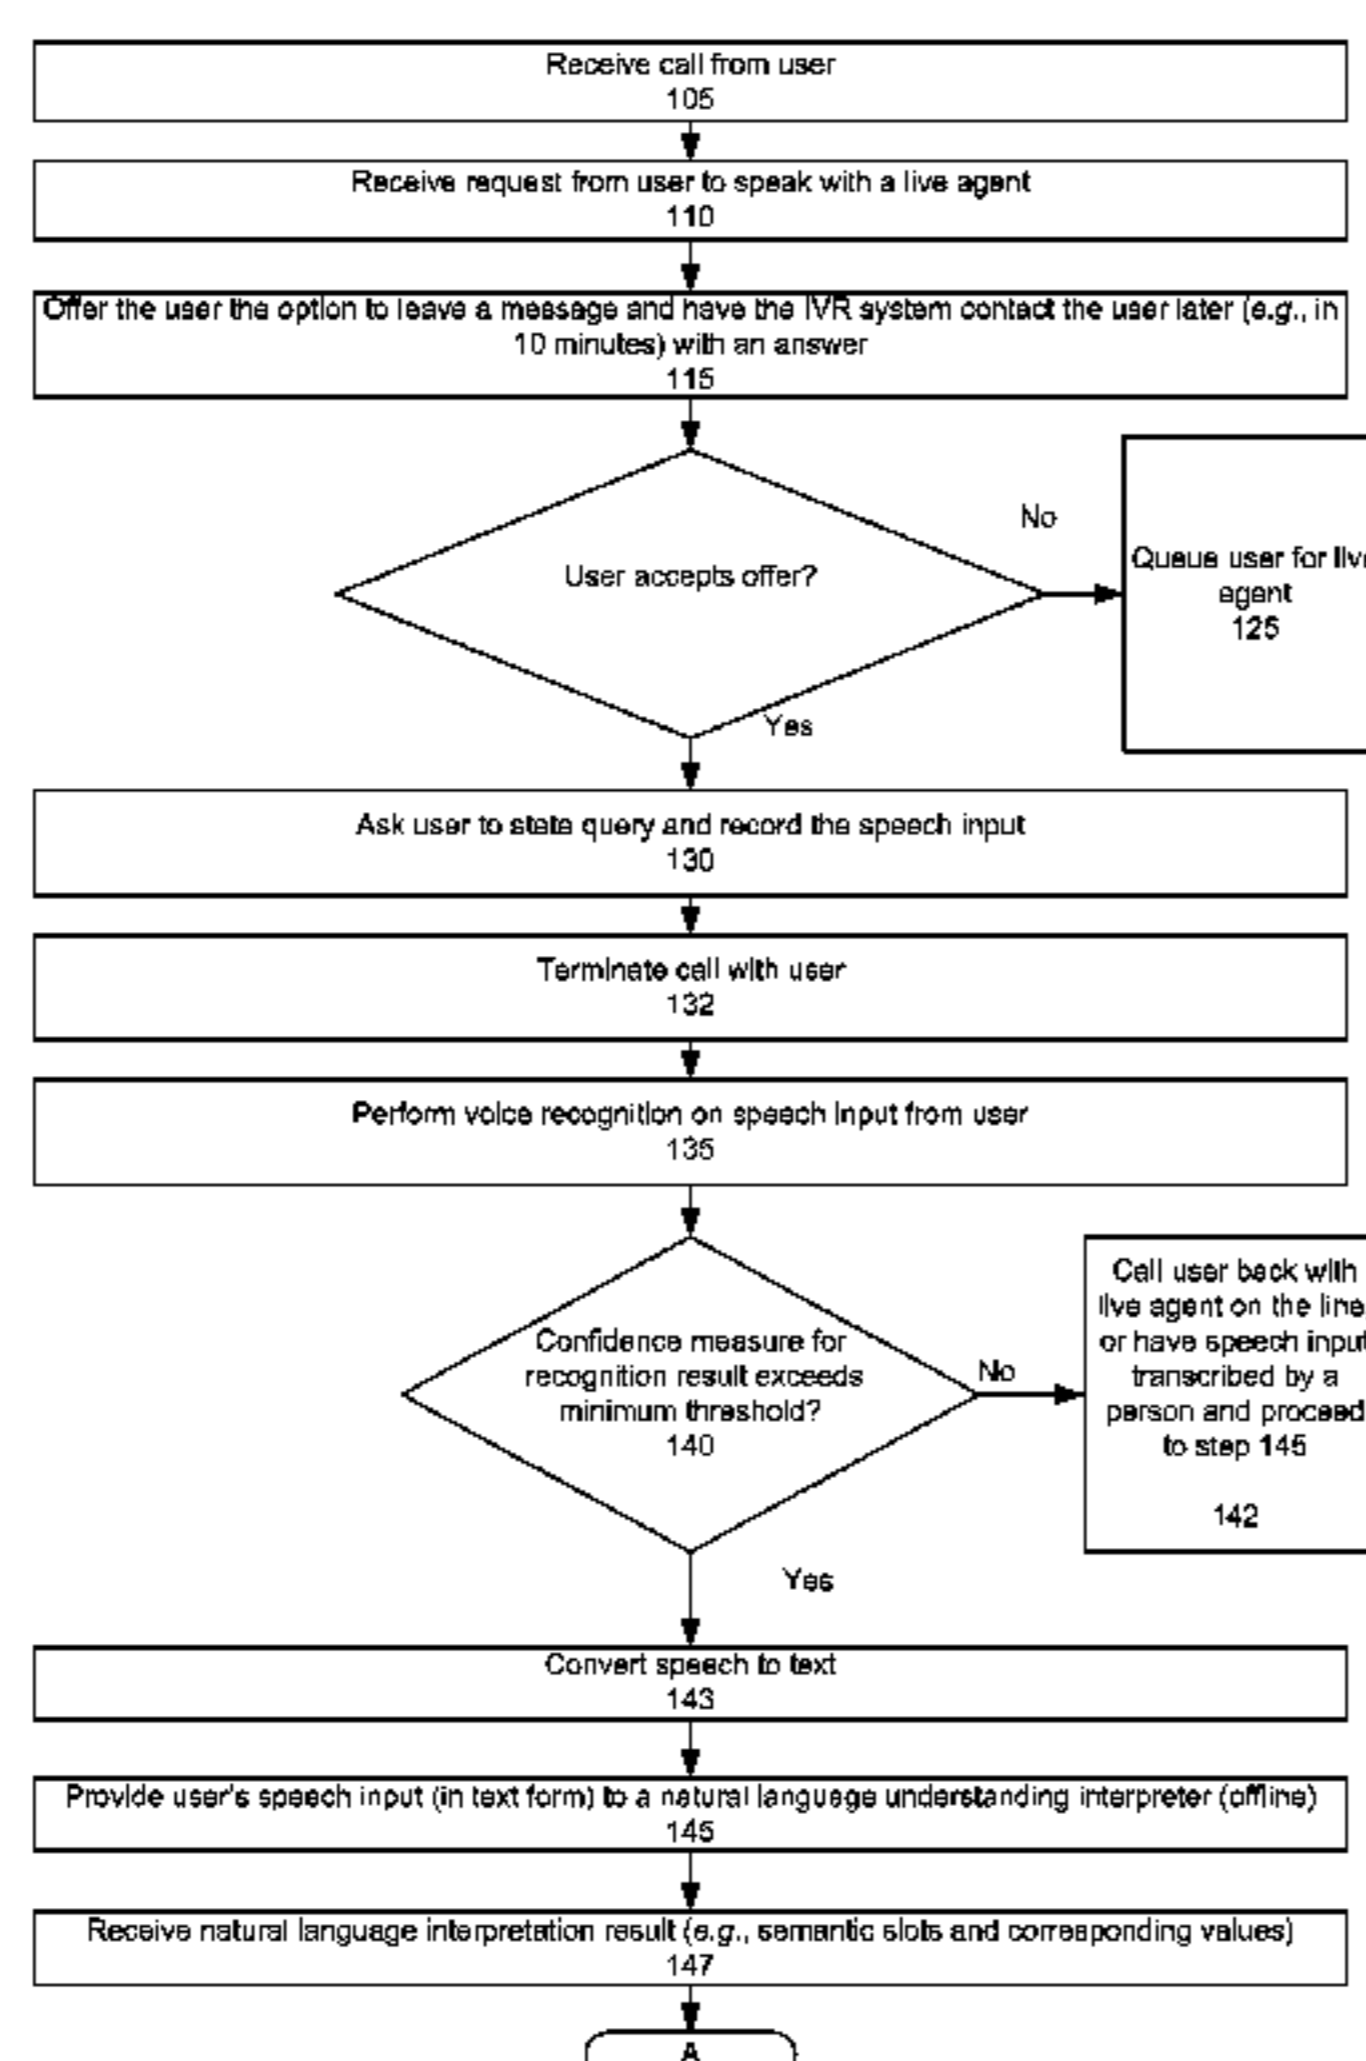 Receive call from user
105
Receive request from user to speak with a live agent
110
Offer the user the option to leave a message and have the IVR system contact the user later (e.g., in
10 minutes) with an answer
115
No
User accepts offer?
Queue user for liv
agent
125
Yes
Ask user to state query and record the speech input
130
Terminate call with user
132
Perform voice recognition on speech input from user
135
Confidence measure for
recognition result exceeds
minimum threshold?
140
No
Call user back with
live agent on the line,
or have speech input
transcribed by a
person and proceed
to step 145
142
Yes
Convert speech to text
143
Provide user's speech input (in text form) to a natural language understanding interpreter (offline)
145
Receive natural language interpretation result (e.g., semantic slots and corresponding values)
147
A